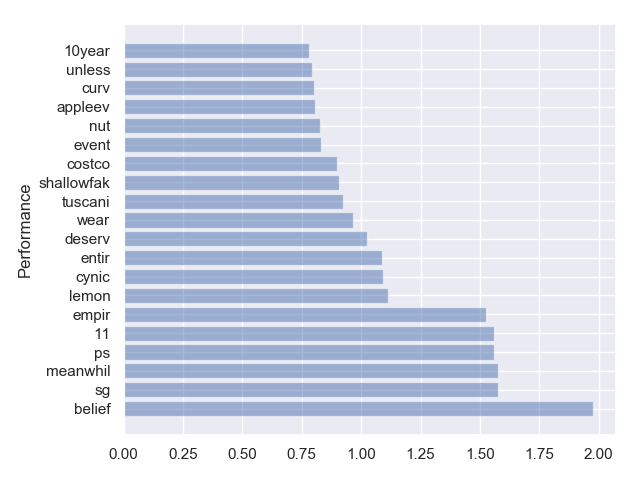 10year
unless
curv
appleev
nut
event
costco
shallowfak
tuscani
wear
deserv
entir
cynic
lemon
empir
11
ps
meanwhil
sg
belief
Performance
0.00 0.25 0.50 0.75 1.00 1.25 1.50 1.75 2.00